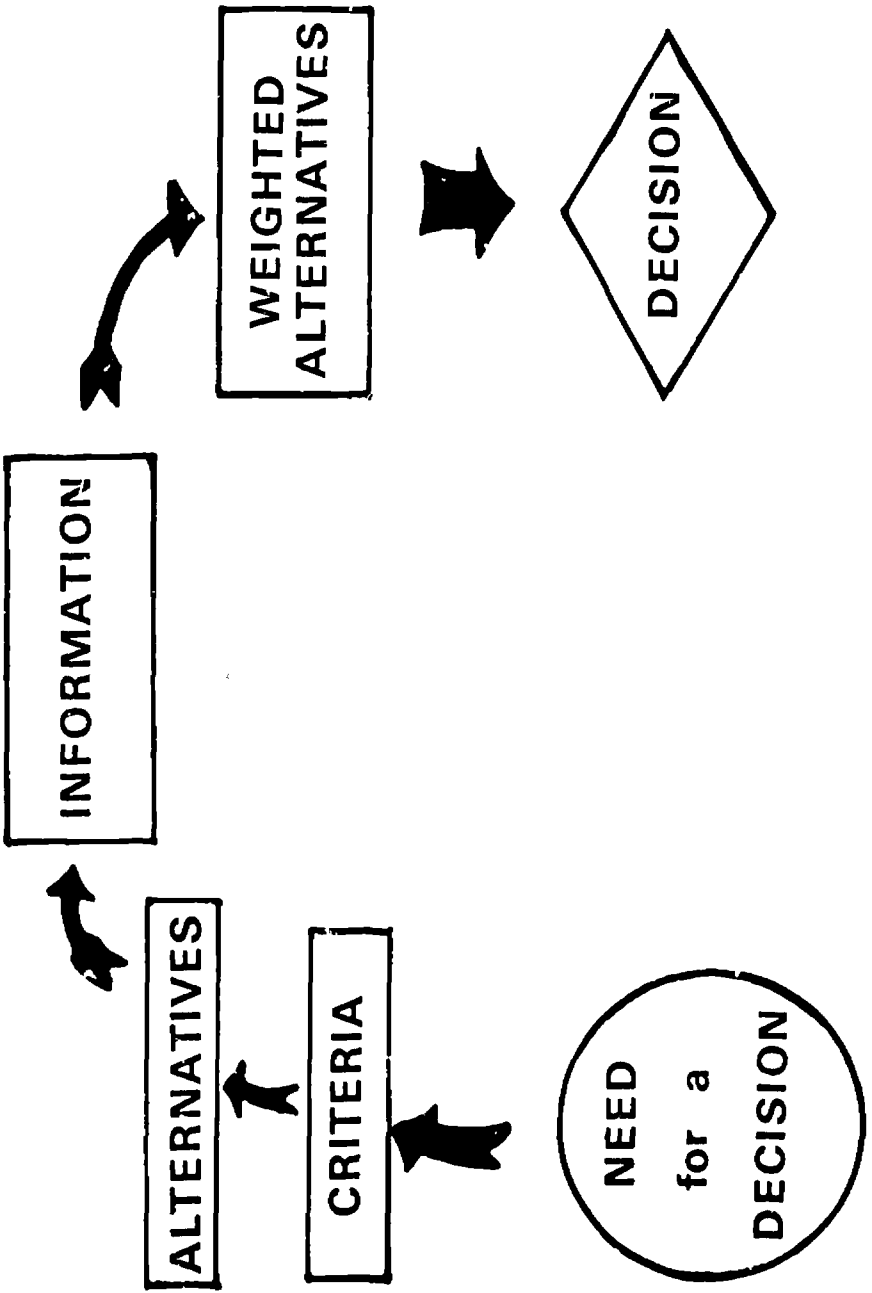 NEED
for a
DECISION
CRITERIA
ALTERNATIVES
INFORMATION
WEIGHTED
ALTERNATIVES
DECISION